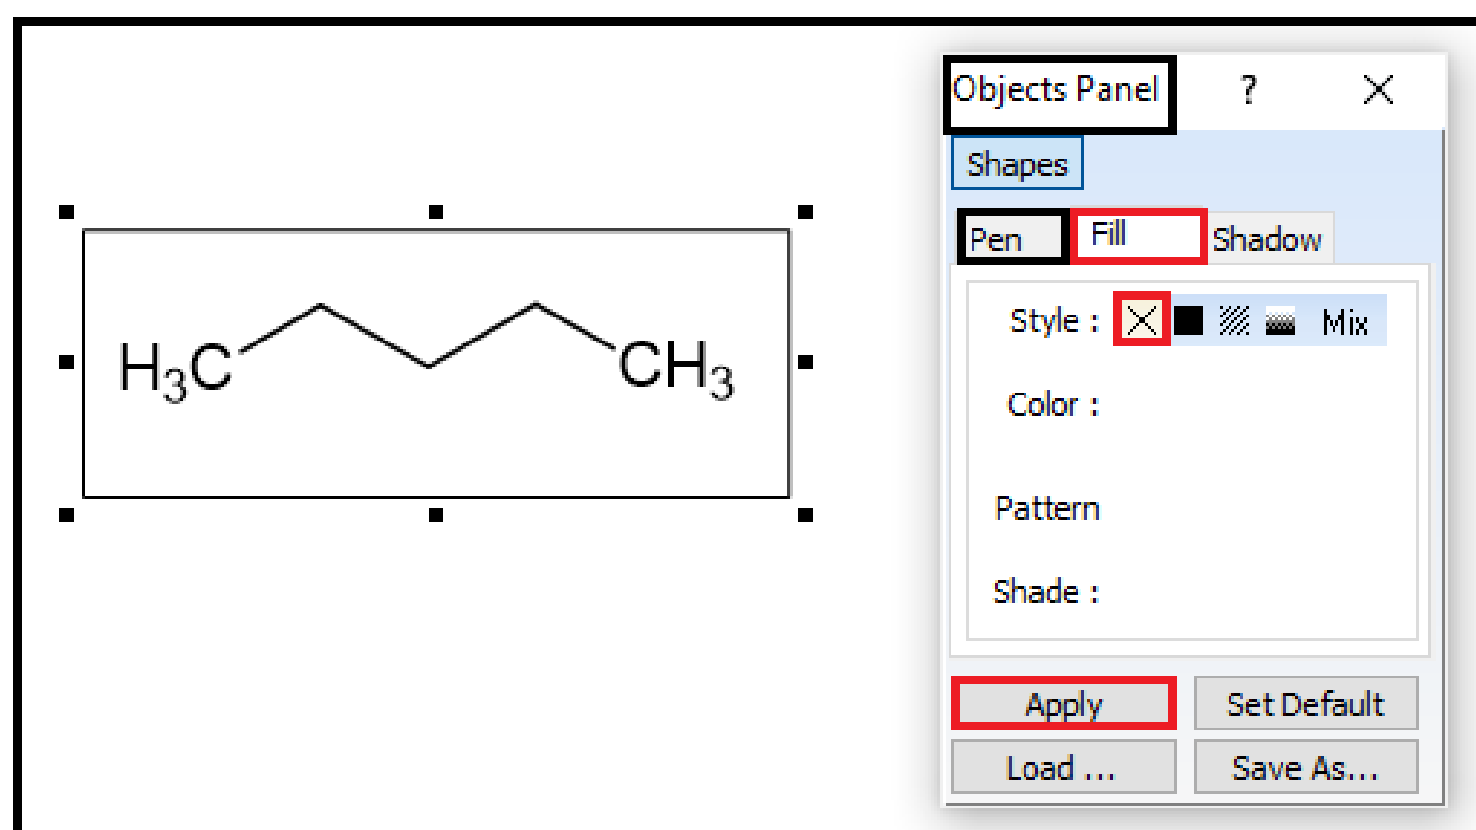 Objects Panel ?
Shapes
Pen Fill Shadow
Style : Mix
Color :
Pattern
Shade :
Apply Set Default
Load ... Save As...
H3C CH3